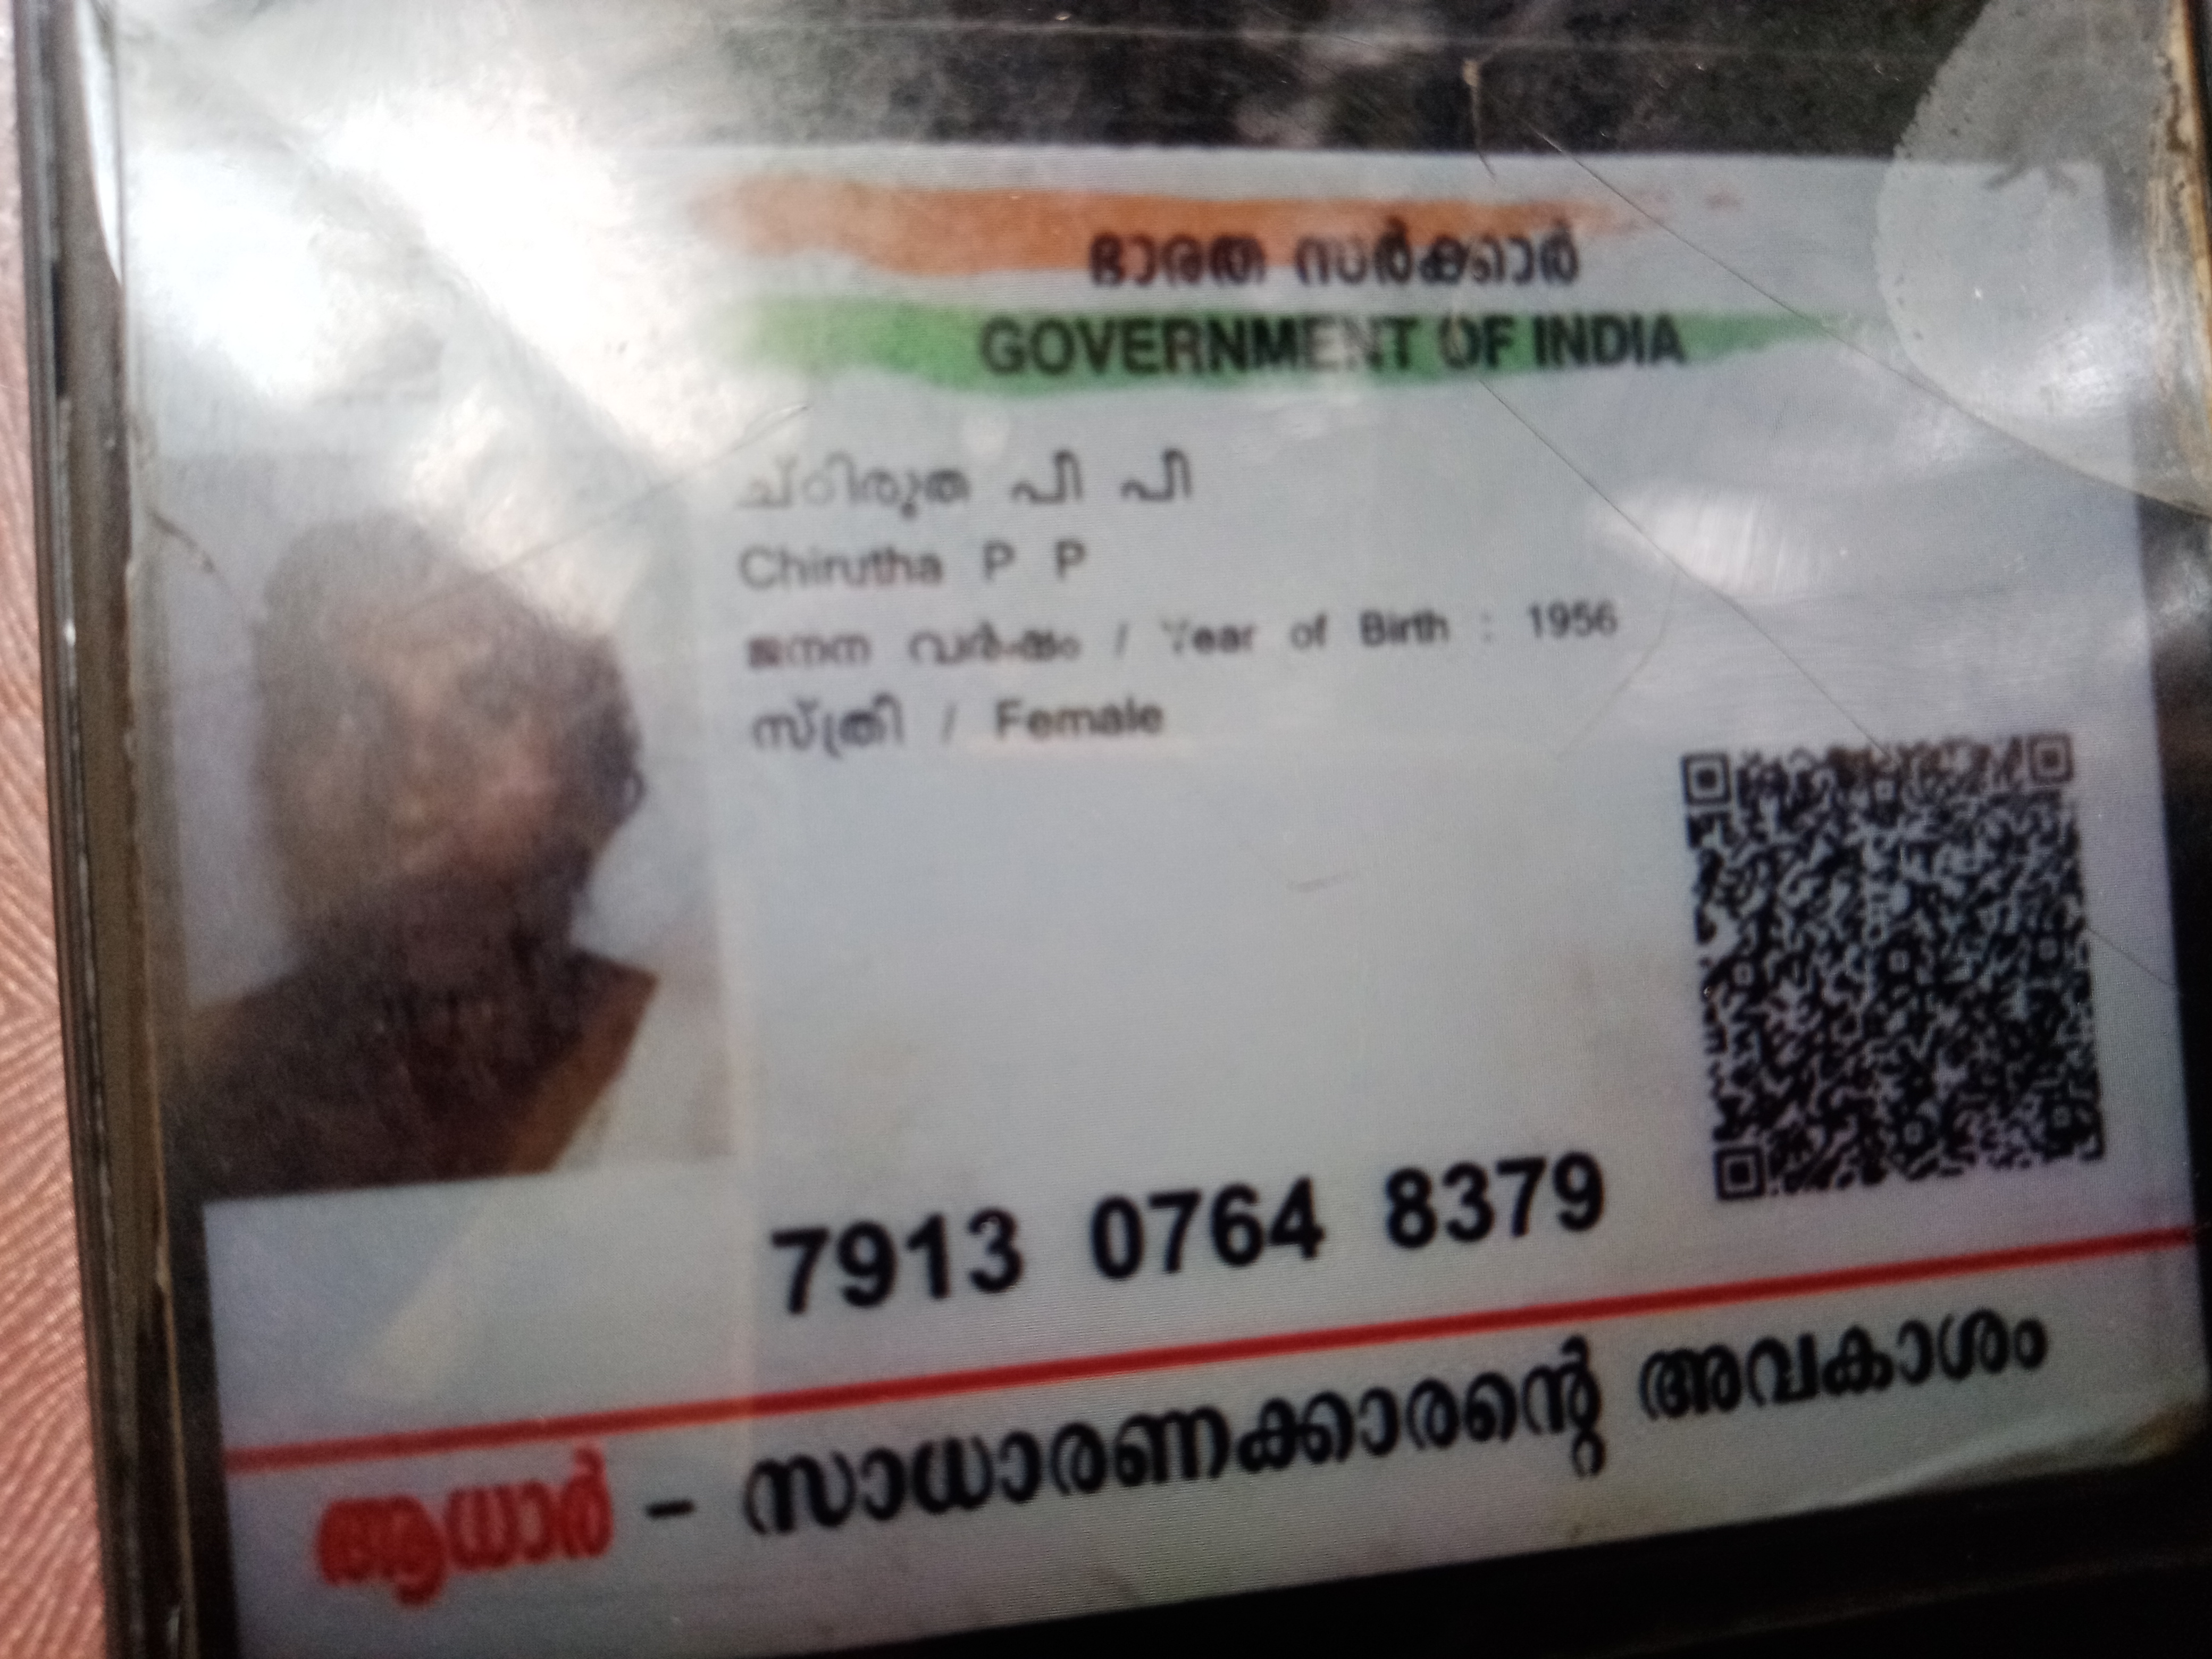 ഭാരത സർക്കാർ
GOVERNMENT OF INDIA
ച്ഠിരുത പി പി
Chirutha P P
ജനന വർഷം / Year of Birth : 1956
സ്ത്രീ / Female
7913 0764 8379
ആധാർ - സാധാരണക്കാരന്റെ അവകാശം